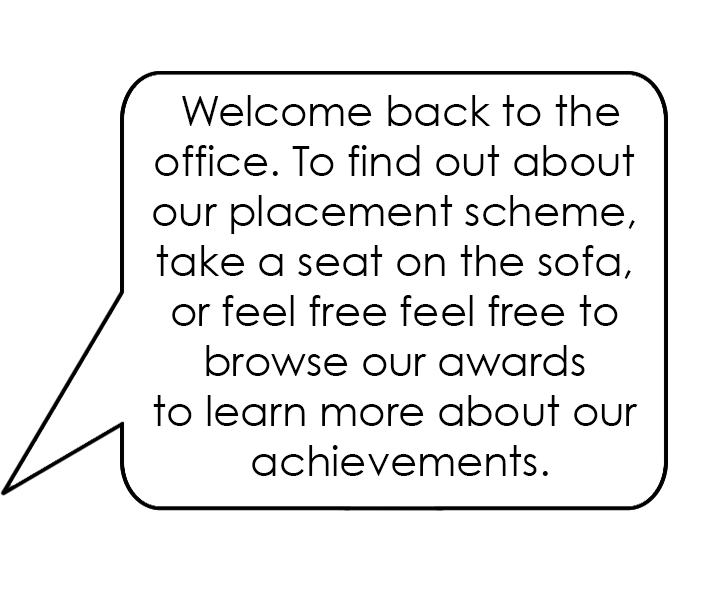 Welcome back to the
office. To find out about
our placement scheme,
take a seat on the sofa,
or feel free feel free to
browse our awards
to learn more about our
achievements.